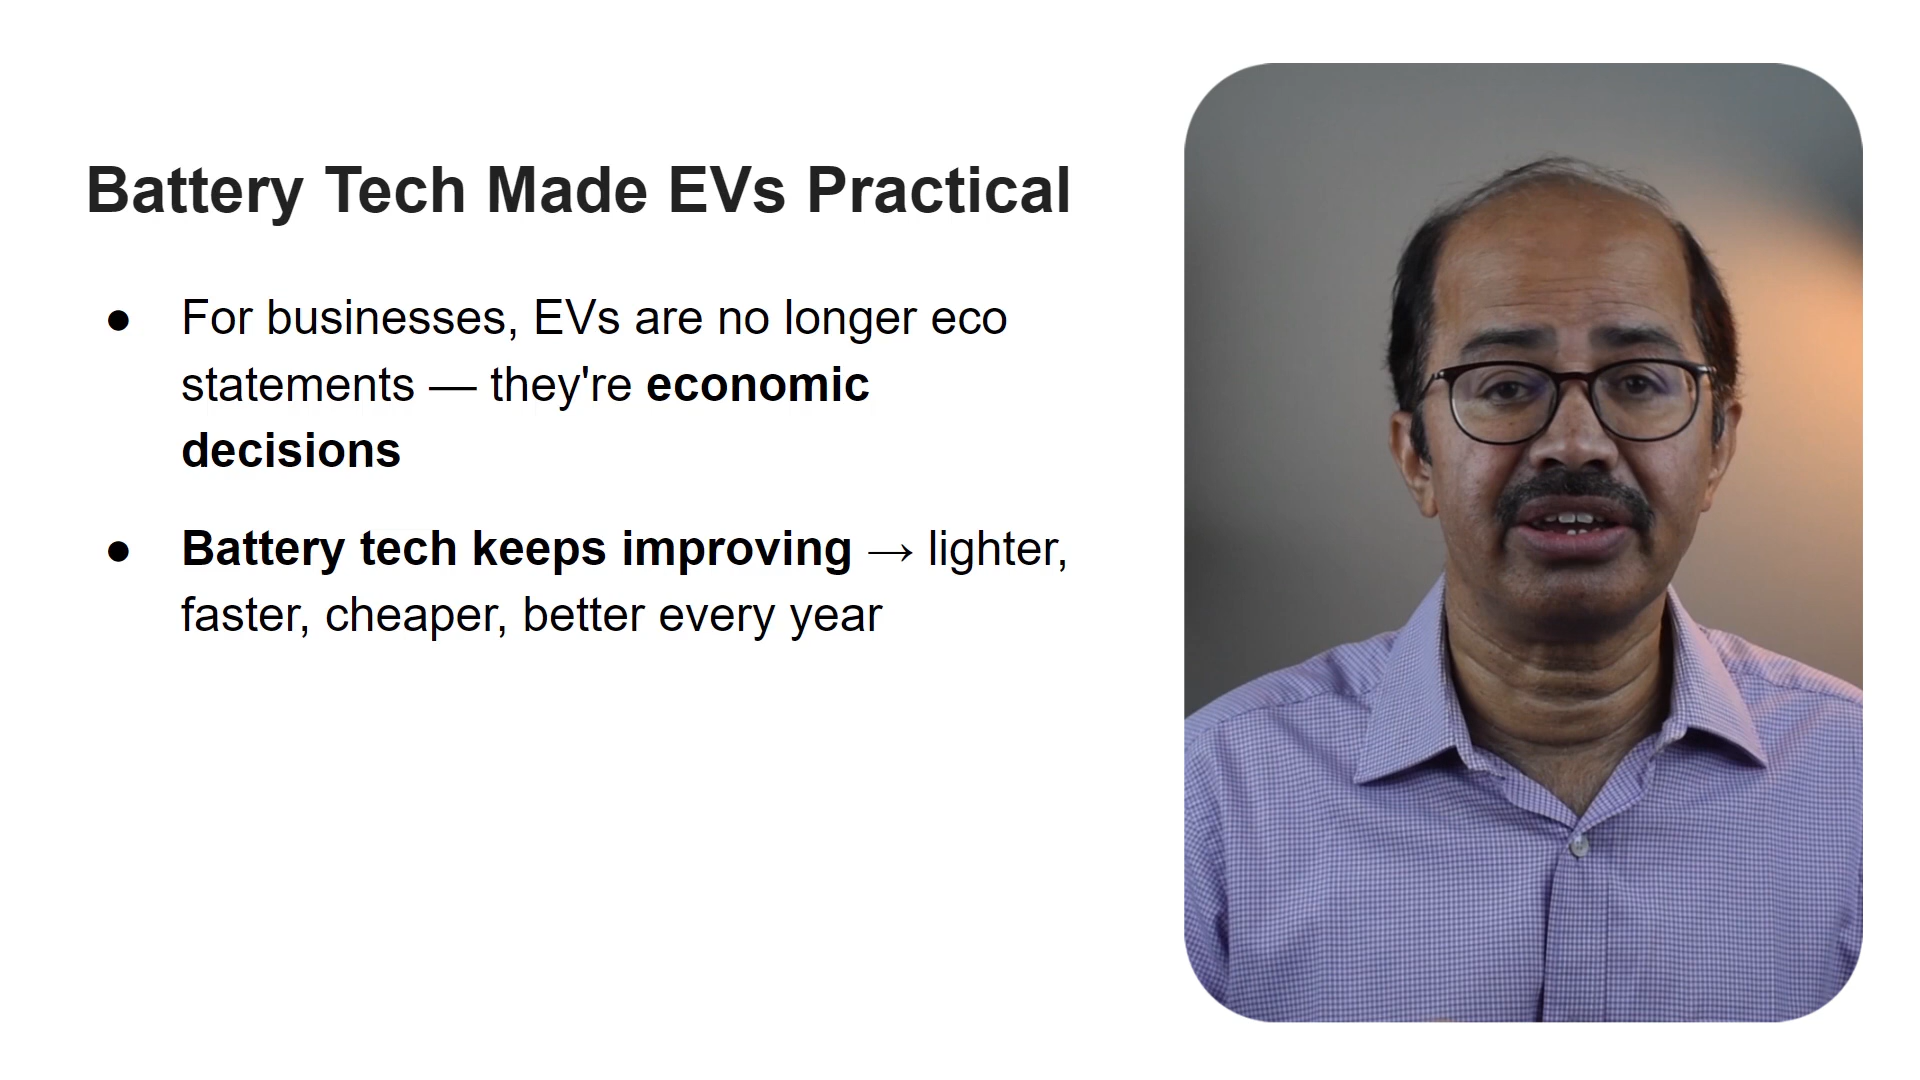 Battery Tech Made EVs Practical
● For businesses, EVs are no longer eco
statements — they're economic
decisions
● Battery tech keeps improving → lighter,
faster, cheaper, better every year